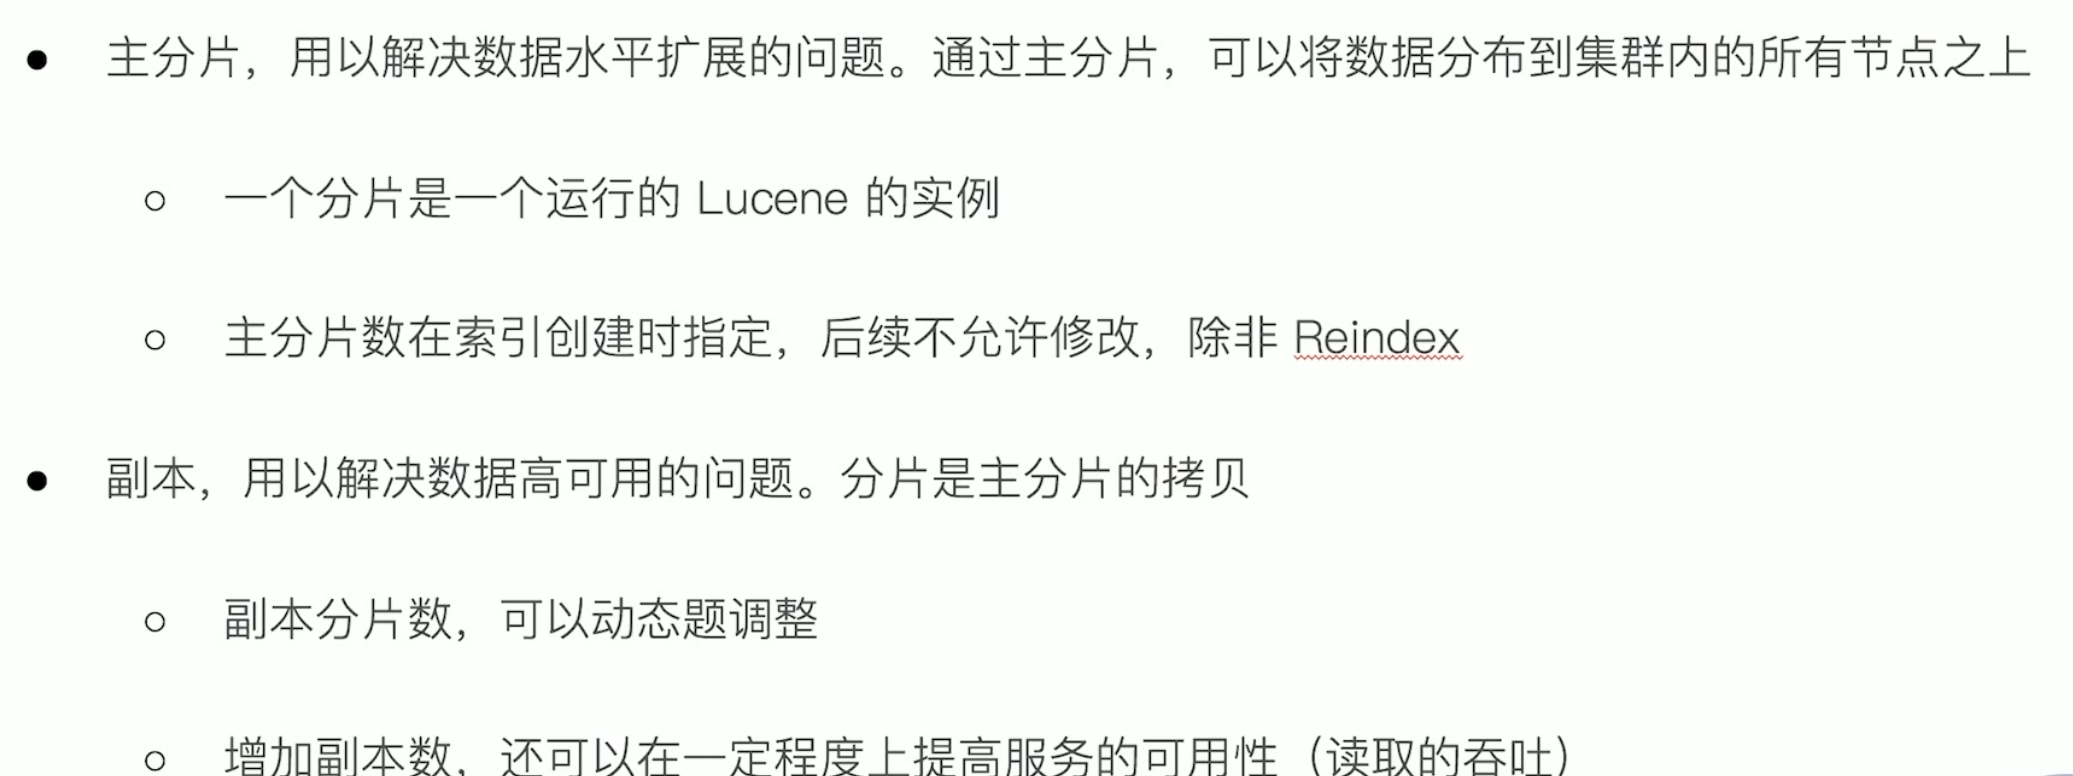 ● 主分片，用以解决数据水平扩展的问题。通过主分片，可以将数据分布到集群内的所有节点之上
○ 一个分片是一个运行的 Lucene 的实例
○ 主分片数在索引创建时指定，后续不允许修改，除非 Reindex
● 副本，用以解决数据高可用的问题。分片是主分片的拷贝
○ 副本分片数，可以动态题调整
○ 增加副本数，还可以在一定程度上提高服务的可用性（读取的吞吐）